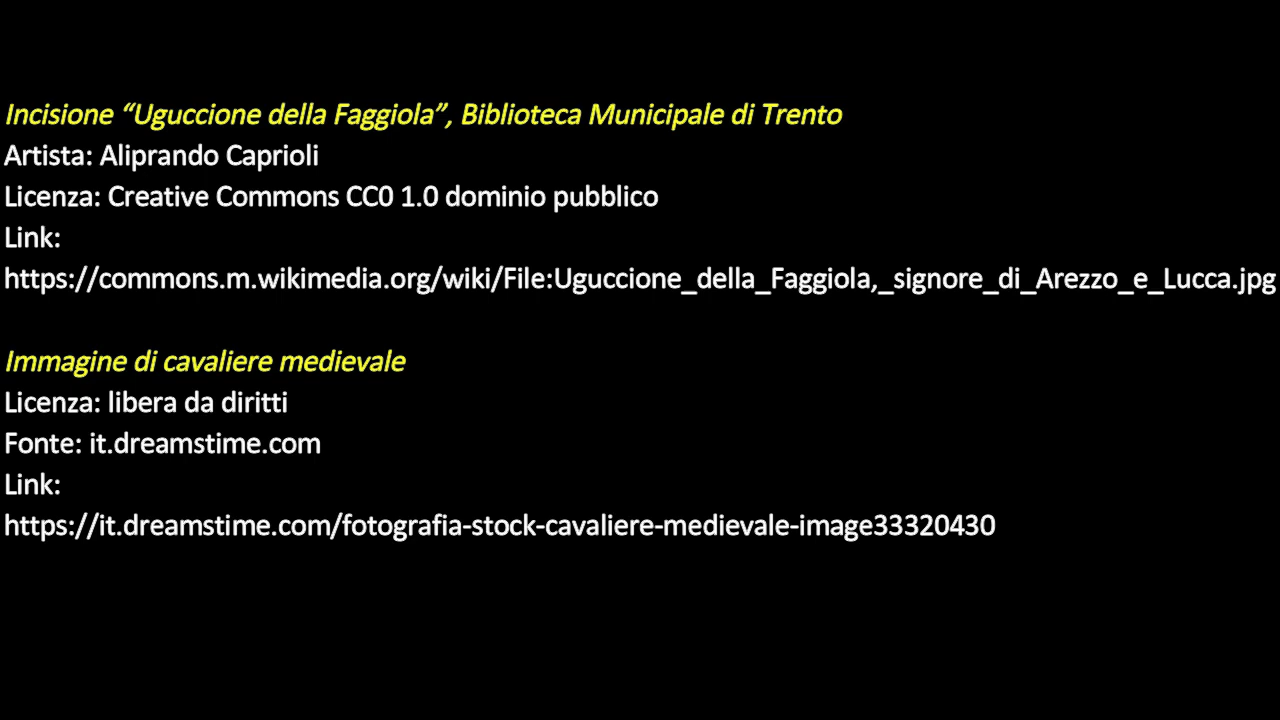 Incisione “Uguccione della Faggiola”, Biblioteca Municipale di Trento
Artista: Aliprando Caprioli
Licenza: Creative Commons CC0 1.0 dominio pubblico
Link:
https://commons.m.wikimedia.org/wiki/File:Uguccione_della_Faggiola,_signore_di_Arezzo_e_Lucca.jpg
Immagine di cavaliere medievale
Licenza: libera da diritti
Fonte: it.dreamstime.com
Link:
https://it.dreamstime.com/fotografia-stock-cavaliere-medievale-image33320430